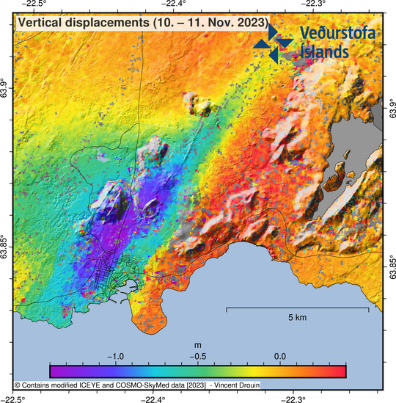 −22.5° −22.4° −22.3°
Vertical displacements (10. – 11. Nov. 2023)
Veðurstofa
Íslands
63.9° 63.9°
63.85° 63.85°
5 km
m
−1.0 −0.5 0.0
© Contains modified ICEYE and COSMO-SkyMed data [2023] - Vincent Drouin
−22.5° −22.4° −22.3°